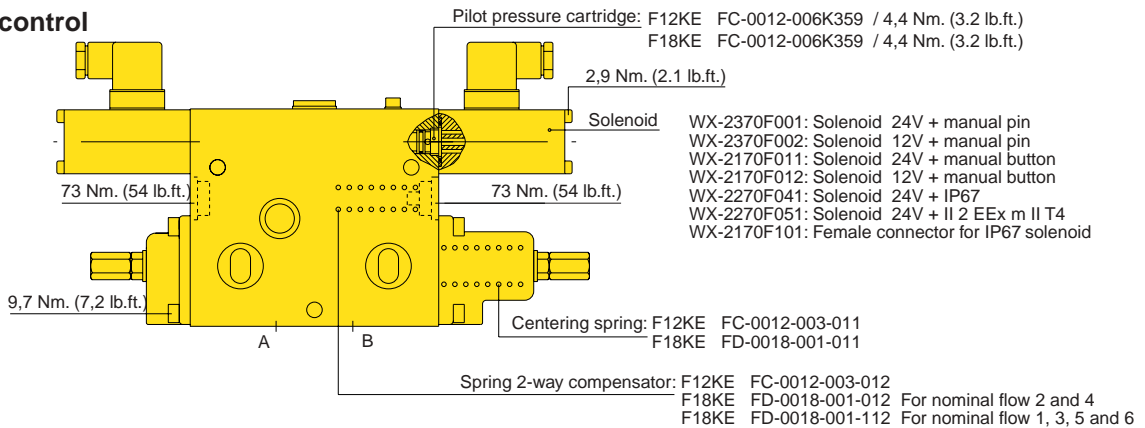 control
Pilot pressure cartridge: F12KE FC-0012-006K359 / 4,4 Nm. (3.2 lb.ft.)
F18KE FC-0012-006K359 / 4,4 Nm. (3.2 lb.ft.)
2,9 Nm. (2.1 lb.ft.)
Solenoid
WX-2370F001: Solenoid 24V + manual pin
WX-2370F002: Solenoid 12V + manual pin
WX-2170F011: Solenoid 24V + manual button
WX-2170F012: Solenoid 12V + manual button
WX-2270F041: Solenoid 24V + IP67
WX-2270F051: Solenoid 24V + II 2 EEx m II T4
WX-2170F101: Female connector for IP67 solenoid
73 Nm. (54 lb.ft.)
73 Nm. (54 lb.ft.)
9,7 Nm. (7,2 lb.ft.)
A
B
Centering spring: F12KE FC-0012-003-011
F18KE FD-0018-001-011
Spring 2-way compensator: F12KE FC-0012-003-012
F18KE FD-0018-001-012 For nominal flow 2 and 4
F18KE FD-0018-001-112 For nominal flow 1, 3, 5 and 6